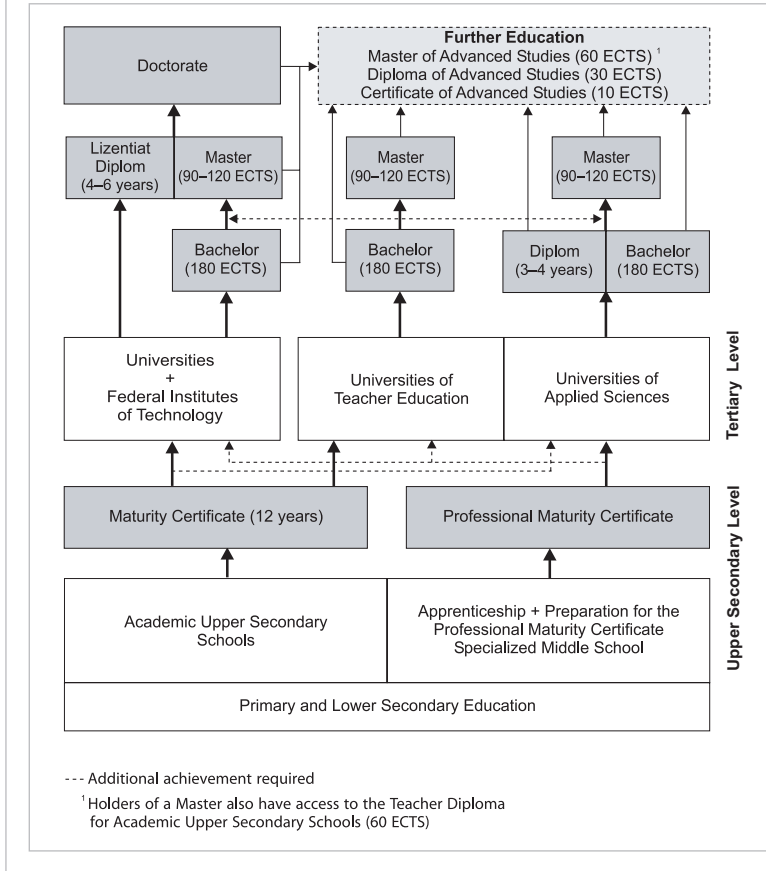 Doctorate
Further Education
Master of Advanced Studies (60 ECTS) ¹
Diploma of Advanced Studies (30 ECTS)
Certificate of Advanced Studies (10 ECTS)
Lizentiat
Diplom
(4–6 years)
Master
(90–120 ECTS)
Master
(90–120 ECTS)
Master
(90–120 ECTS)
Bachelor
(180 ECTS)
Bachelor
(180 ECTS)
Diplom
(3–4 years)
Bachelor
(180 ECTS)
Universities
+
Federal Institutes
of Technology
Universities of
Teacher Education
Universities of
Applied Sciences
Tertiary Level
Maturity Certificate (12 years)
Professional Maturity Certificate
Academic Upper Secondary
Schools
Apprenticeship + Preparation for the
Professional Maturity Certificate
Specialized Middle School
Upper Secondary Level
Primary and Lower Secondary Education
--- Additional achievement required
¹ Holders of a Master also have access to the Teacher Diploma
for Academic Upper Secondary Schools (60 ECTS)